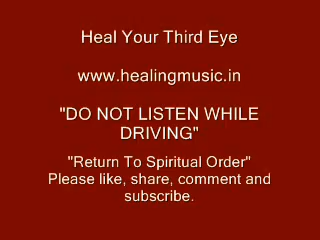 Heal Your Third Eye
www.healingmusic.in
"DO NOT LISTEN WHILE
DRIVING"
"Return To Spiritual Order"
Please like, share, comment and
subscribe.